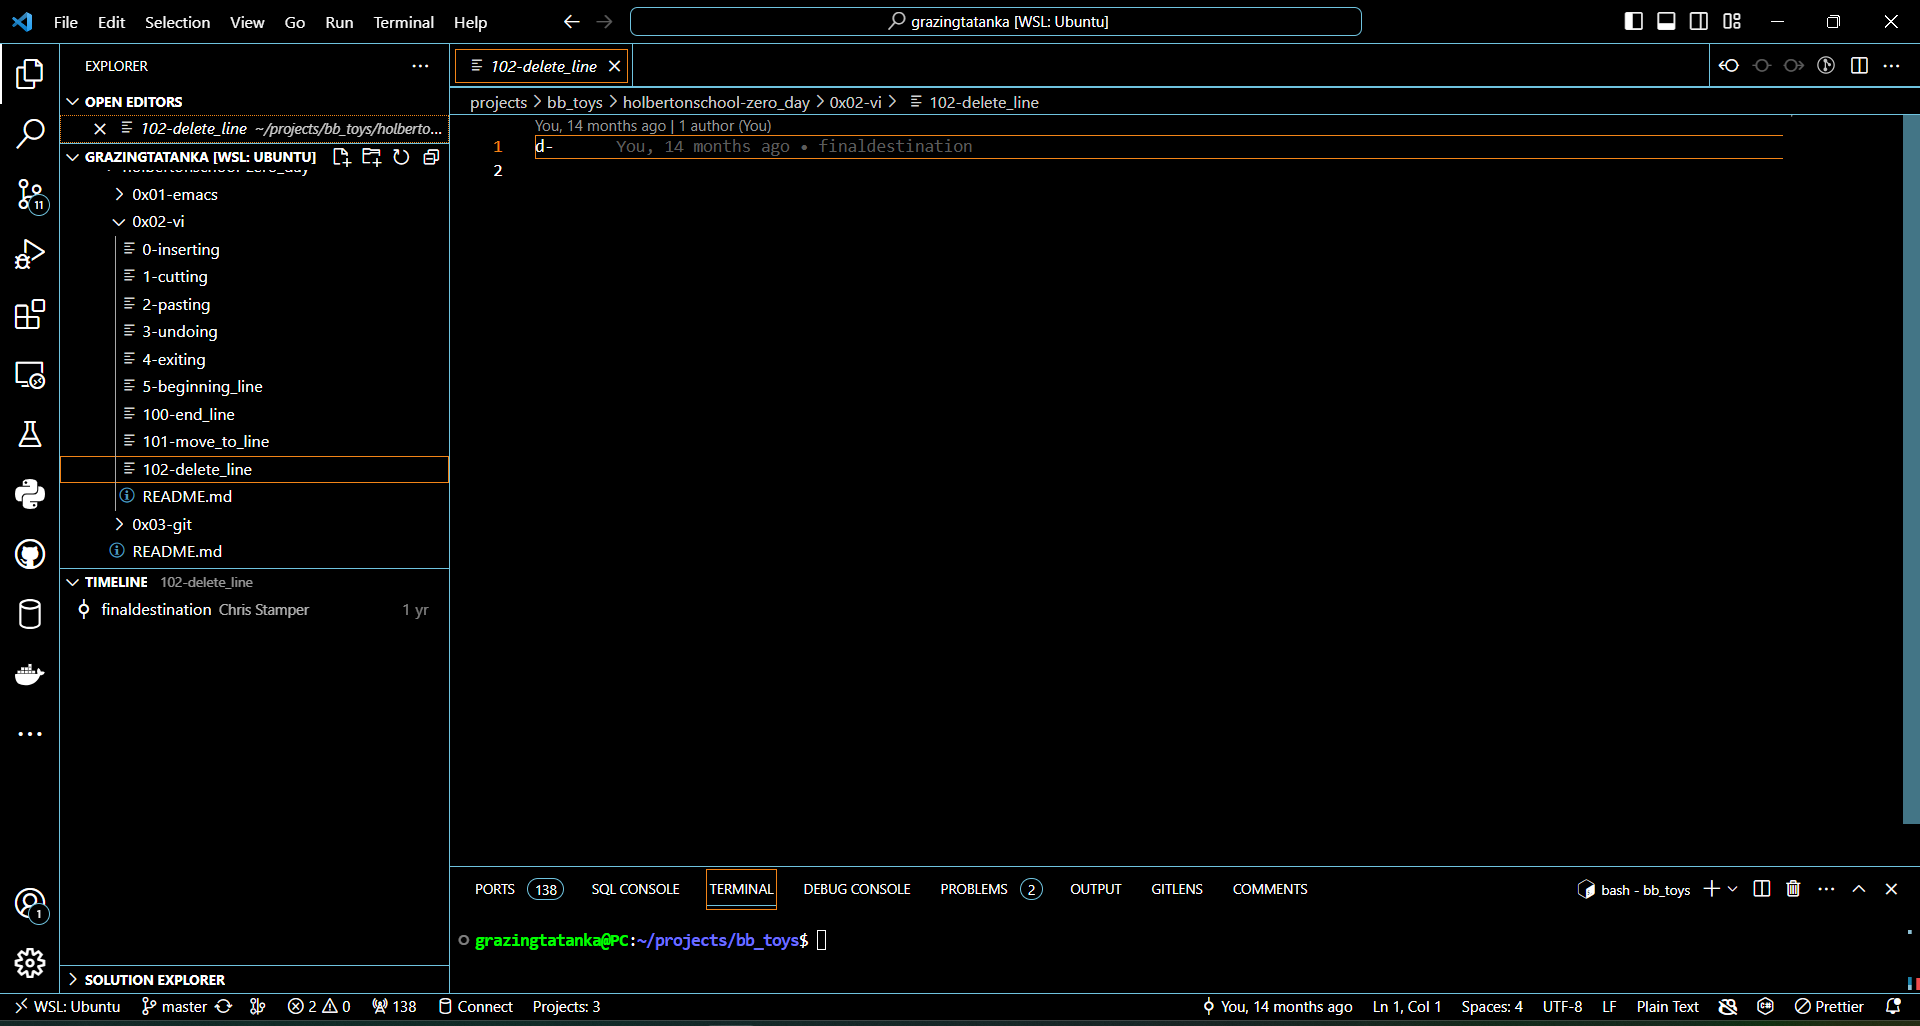 File Edit Selection View Go Run Terminal Help
grazingtatanka [WSL: Ubuntu]
EXPLORER
OPEN EDITORS
102-delete_line ~/projects/bb_toys/holberto...
GRAZINGTATANKA [WSL: UBUNTU]
holbertonschool-zero_day
0x01-emacs
0x02-vi
0-inserting
1-cutting
2-pasting
3-undoing
4-exiting
5-beginning_line
100-end_line
101-move_to_line
102-delete_line
README.md
0x03-git
README.md
TIMELINE 102-delete_line
finaldestination Chris Stamper 1 yr
SOLUTION EXPLORER
11
1
102-delete_line
projects > bb_toys > holbertonschool-zero_day > 0x02-vi > 102-delete_line
You, 14 months ago | 1 author (You)
1 d- You, 14 months ago • finaldestination
2
PORTS 138 SQL CONSOLE TERMINAL DEBUG CONSOLE PROBLEMS 2 OUTPUT GITLENS COMMENTS
bash - bb_toys
grazingtatanka@PC:~/projects/bb_toys$
WSL: Ubuntu master 2 0 138 Connect Projects: 3
You, 14 months ago Ln 1, Col 1 Spaces: 4 UTF-8 LF Plain Text Prettier